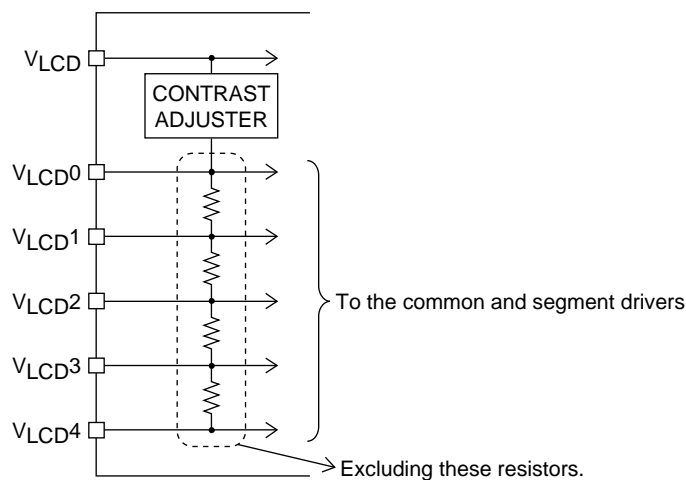 VLCD
CONTRAST
ADJUSTER
VLCD0
VLCD1
VLCD2
To the common and segment drivers
VLCD3
VLCD4
Excluding these resistors.